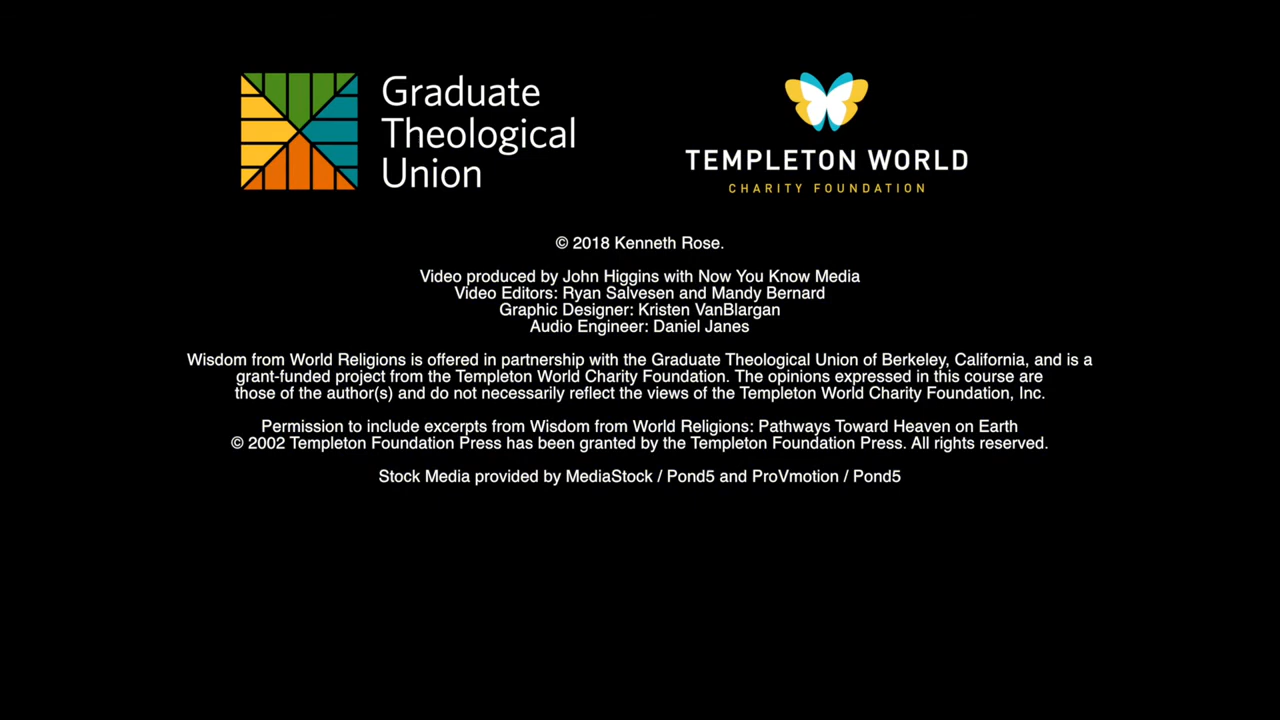 Graduate
Theological
Union
TEMPLETON WORLD
CHARITY FOUNDATION
© 2018 Kenneth Rose.
Video produced by John Higgins with Now You Know Media
Video Editors: Ryan Salvesen and Mandy Bernard
Graphic Designer: Kristen VanBlargan
Audio Engineer: Daniel Janes
Wisdom from World Religions is offered in partnership with the Graduate Theological Union of Berkeley, California, and is a
grant-funded project from the Templeton World Charity Foundation. The opinions expressed in this course are
those of the author(s) and do not necessarily reflect the views of the Templeton World Charity Foundation, Inc.
Permission to include excerpts from Wisdom from World Religions: Pathways Toward Heaven on Earth
© 2002 Templeton Foundation Press has been granted by the Templeton Foundation Press. All rights reserved.
Stock Media provided by MediaStock / Pond5 and ProVmotion / Pond5